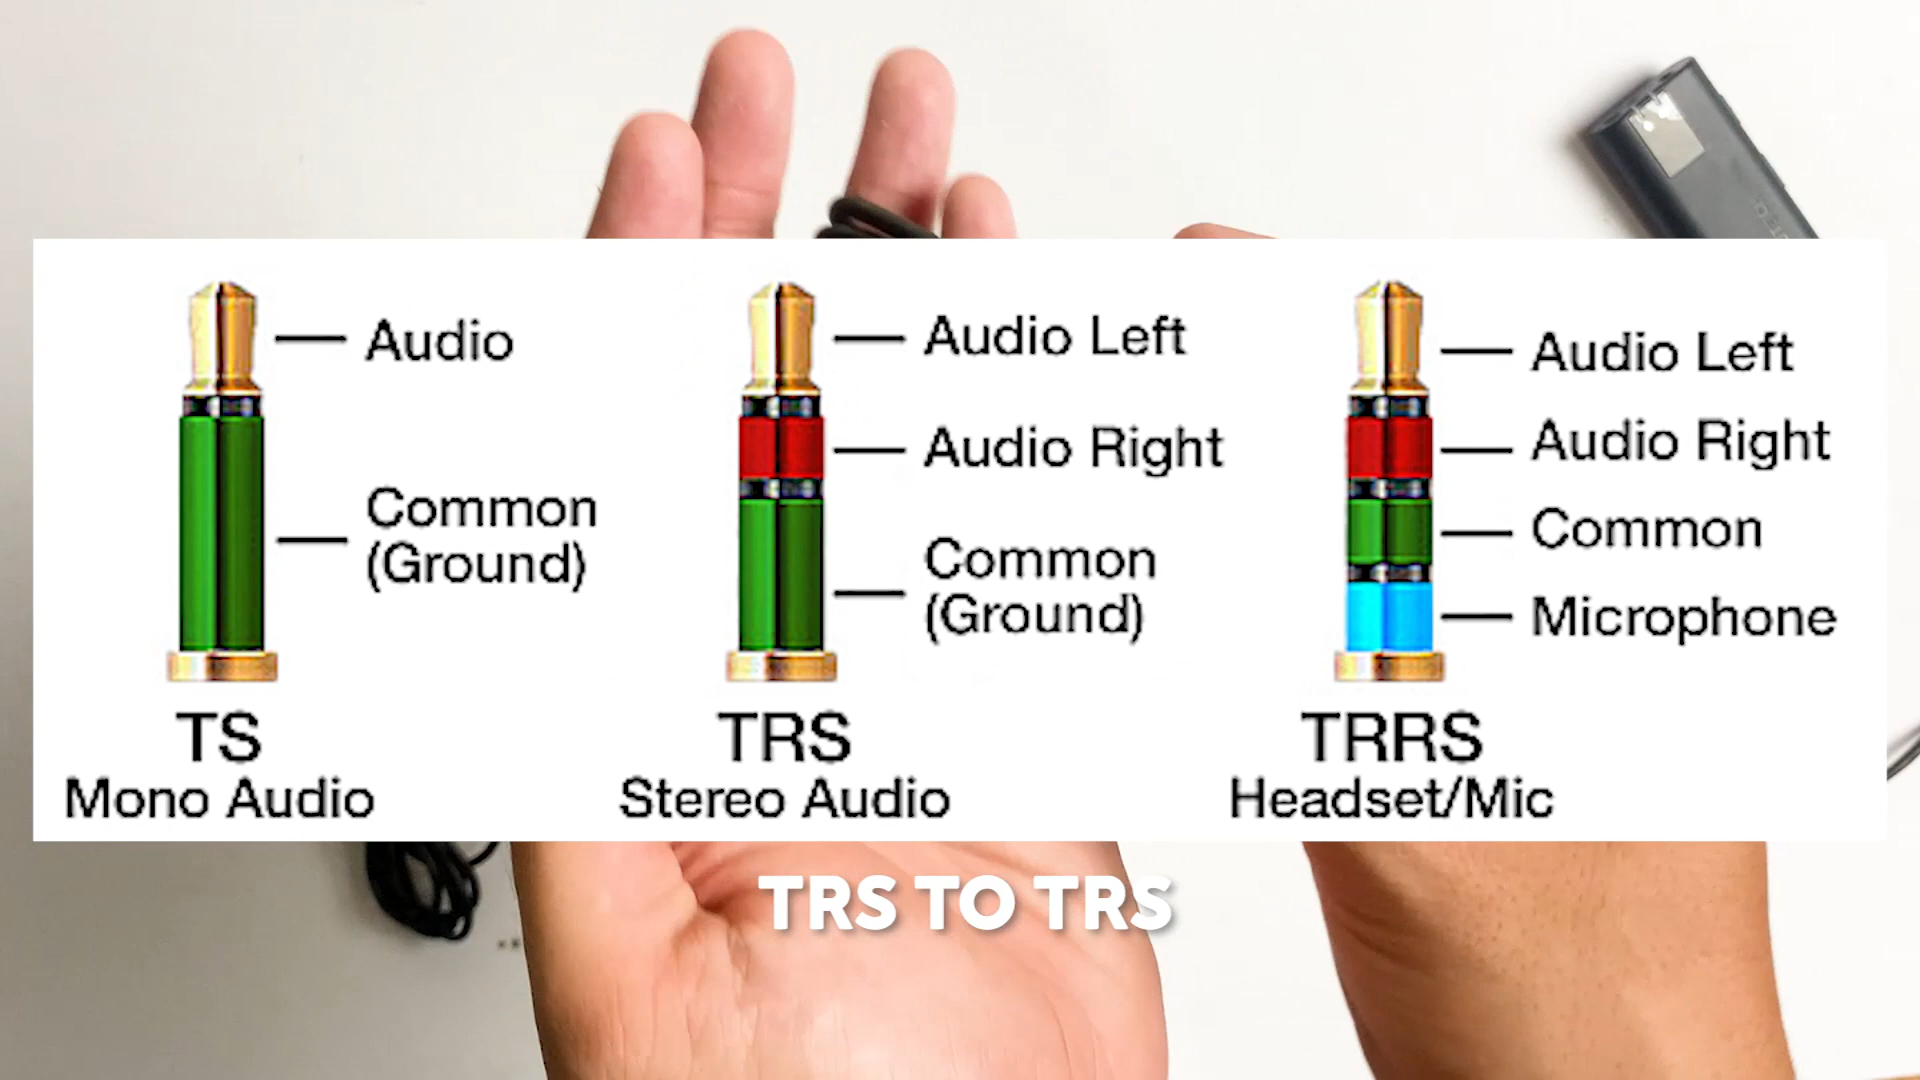 Audio
Common
(Ground)
TS
Mono Audio
Audio Left
Audio Right
Common
(Ground)
TRS
Stereo Audio
Audio Left
Audio Right
Common
Microphone
TRRS
Headset/Mic
TRS TO TRS